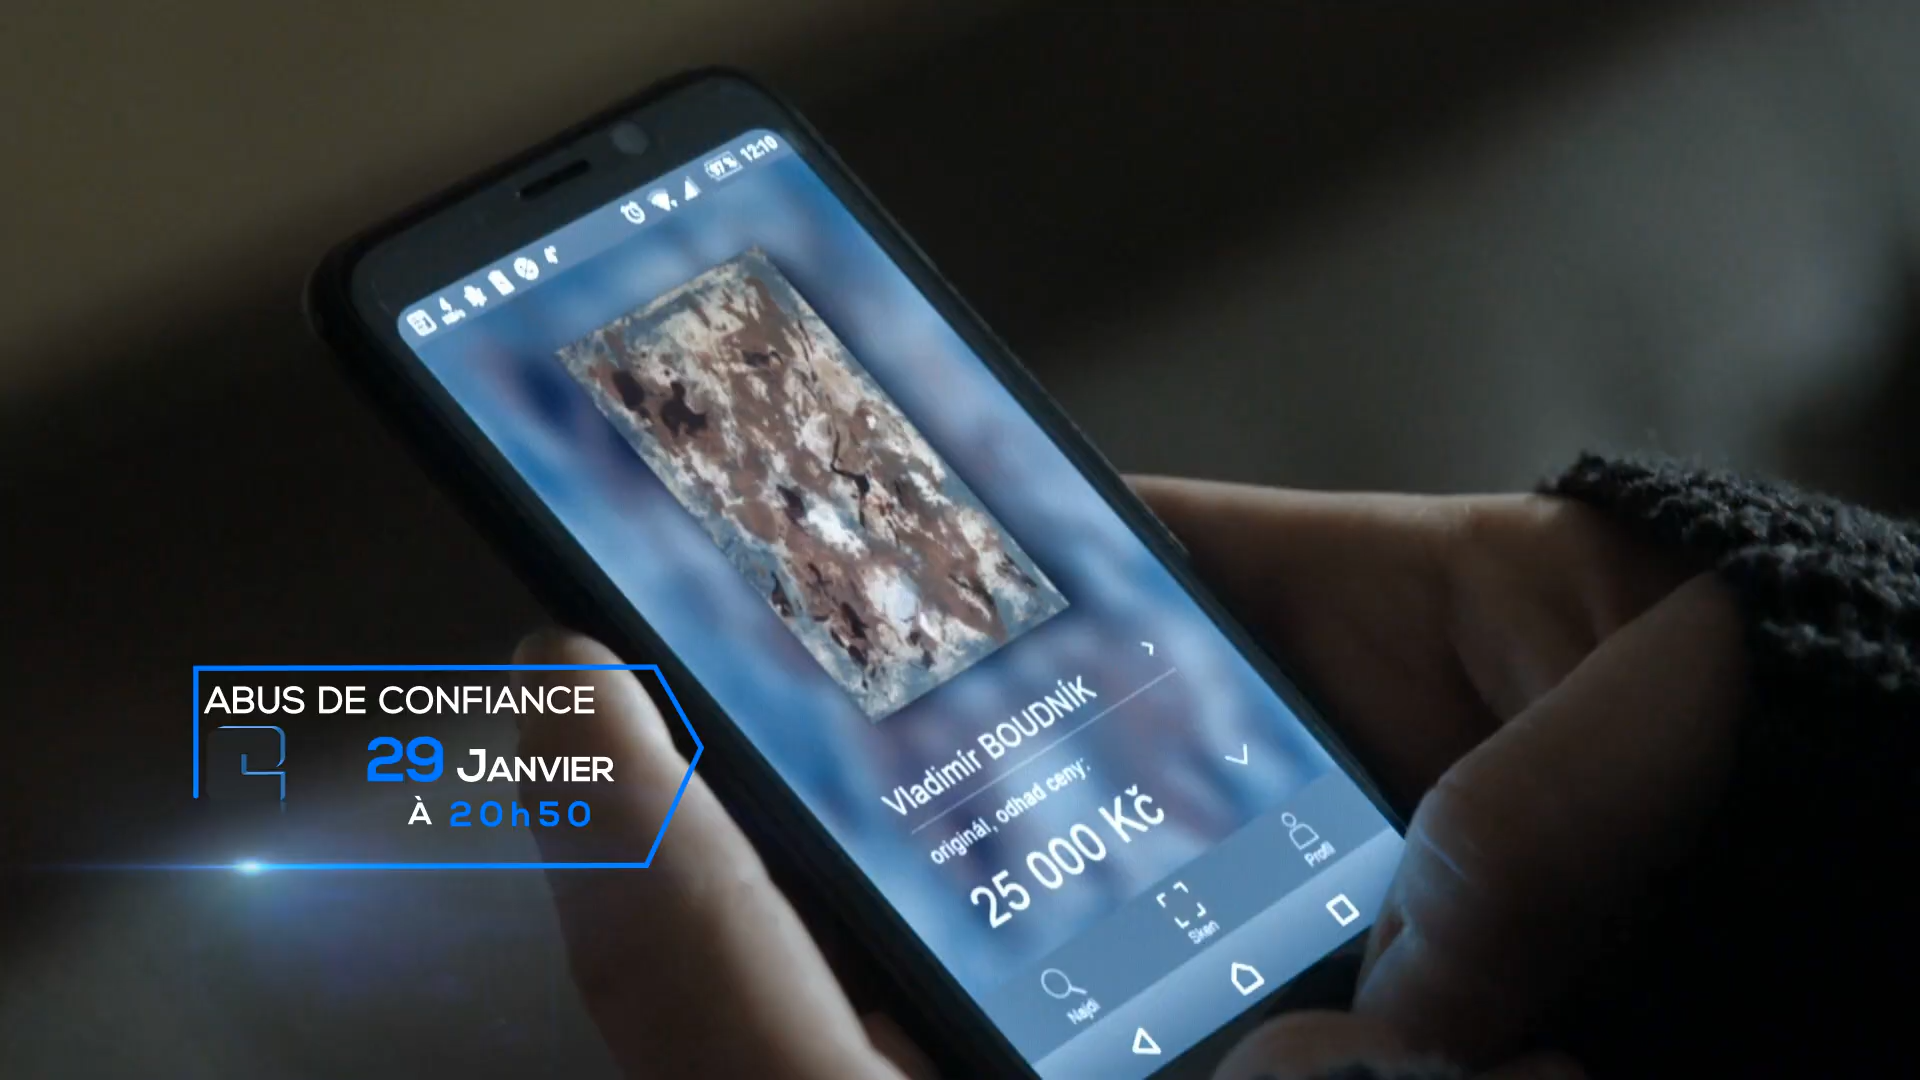 97% 12:10
Vladimír BOUDNÍK
originál, odhad ceny:
25 000 Kč
Najdi
Sken
Profil
ABUS DE CONFIANCE
29 JANVIER
À 20h50